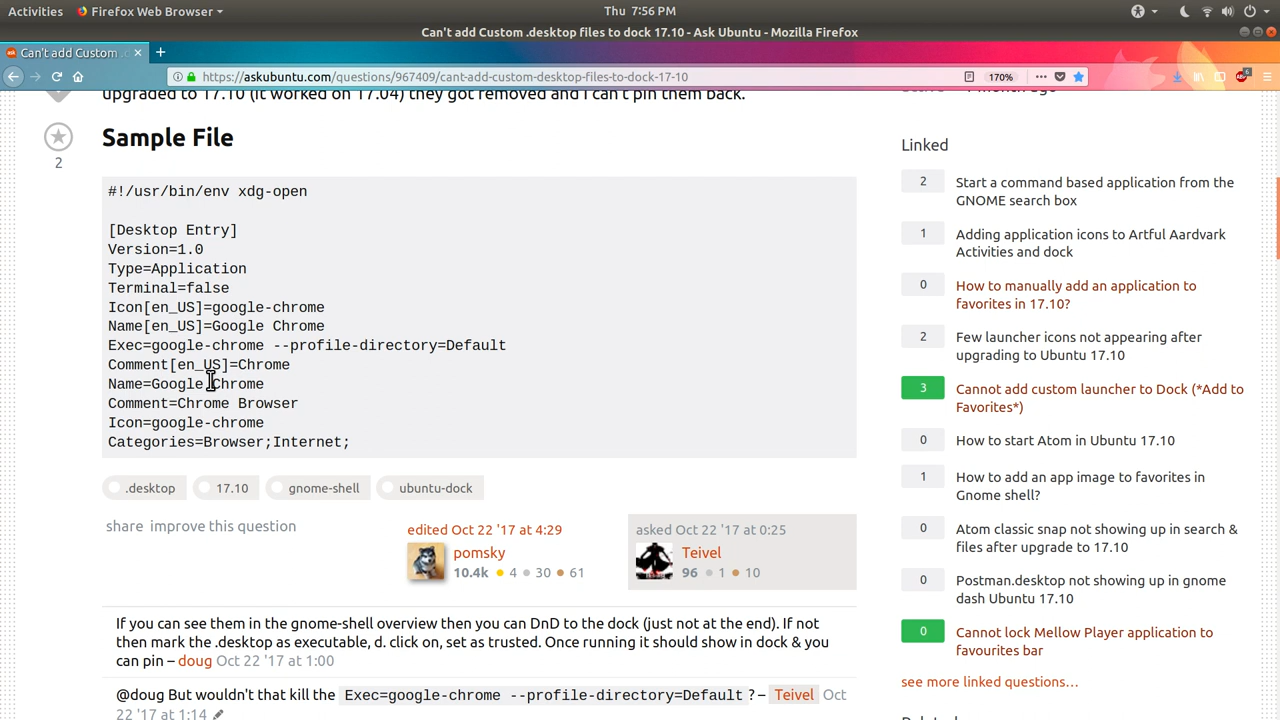 Activities Firefox Web Browser Thu 7:56 PM
Can't add Custom .desktop files to dock 17.10 - Ask Ubuntu - Mozilla Firefox
Can't add Custom
https://askubuntu.com/questions/967409/cant-add-custom-desktop-files-to-dock-17-10 170%
upgraded to 17.10 (it worked on 17.04) they got removed and I can't pin them back.
2
Sample File
#!/usr/bin/env xdg-open
[Desktop Entry]
Version=1.0
Type=Application
Terminal=false
Icon[en_US]=google-chrome
Name[en_US]=Google Chrome
Exec=google-chrome --profile-directory=Default
Comment[en_US]=Chrome
Name=Google Chrome
Comment=Chrome Browser
Icon=google-chrome
Categories=Browser;Internet;
.desktop 17.10 gnome-shell ubuntu-dock
share improve this question
edited Oct 22 '17 at 4:29
pomsky
10.4k 4 30 61
asked Oct 22 '17 at 0:25
Teivel
96 1 10
If you can see them in the gnome-shell overview then you can DnD to the dock (just not at the end). If not
then mark the .desktop as executable, d. click on, set as trusted. Once running it should show in dock & you
can pin – doug Oct 22 '17 at 1:00
@doug But wouldn't that kill the Exec=google-chrome --profile-directory=Default ? – Teivel Oct
22 '17 at 1:14
Linked
2 Start a command based application from the
GNOME search box
1 Adding application icons to Artful Aardvark
Activities and dock
0 How to manually add an application to
favorites in 17.10?
2 Few launcher icons not appearing after
upgrading to Ubuntu 17.10
3 Cannot add custom launcher to Dock (*Add to
Favorites*)
0 How to start Atom in Ubuntu 17.10
1 How to add an app image to favorites in
Gnome shell?
0 Atom classic snap not showing up in search &
files after upgrade to 17.10
0 Postman.desktop not showing up in gnome
dash Ubuntu 17.10
0 Cannot lock Mellow Player application to
favourites bar
see more linked questions…